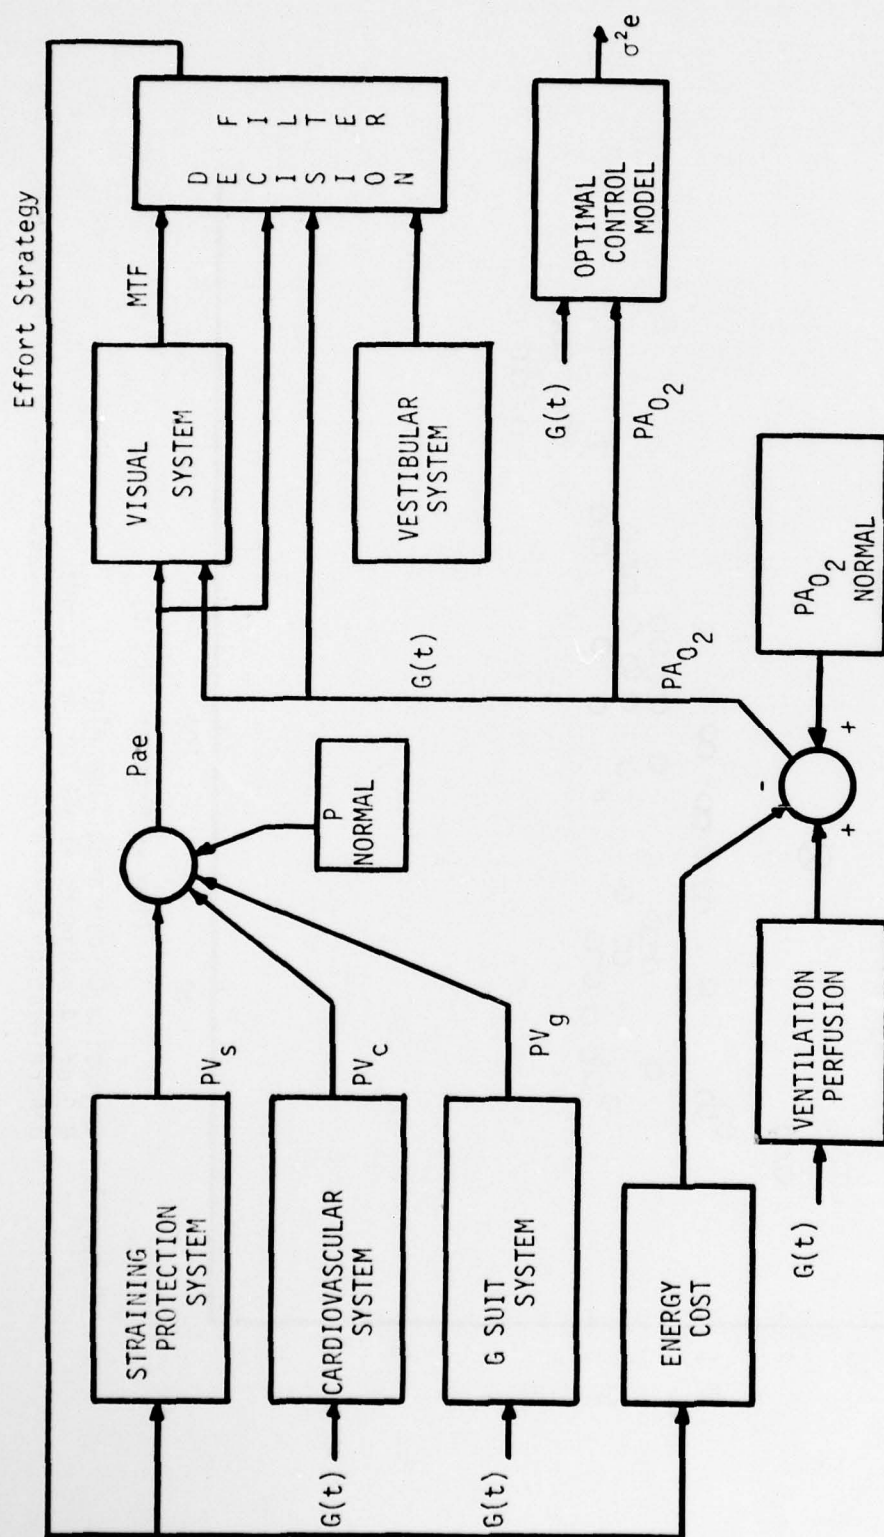 Effort Strategy
STRAINING
PROTECTION
SYSTEM
PVs
Pae
VISUAL
SYSTEM
MTF
D F
E I
C L
I T
S E
I R
O
N
G(t)
CARDIOVASCULAR
SYSTEM
PVc
P
NORMAL
VESTIBULAR
SYSTEM
G(t)
G SUIT
SYSTEM
PVg
G(t)
G(t)
OPTIMAL
CONTROL
MODEL
σ²e
PAO₂
ENERGY
COST
PAO₂
-
G(t)
VENTILATION
PERFUSION
+
+
PAO₂
NORMAL